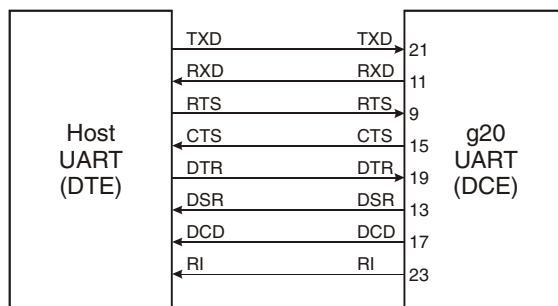 TXD TXD 21
RXD RXD 11
RTS RTS 9
CTS CTS 15
DTR DTR 19
DSR DSR 13
DCD DCD 17
RI RI 23
Host
UART
(DTE)
g20
UART
(DCE)